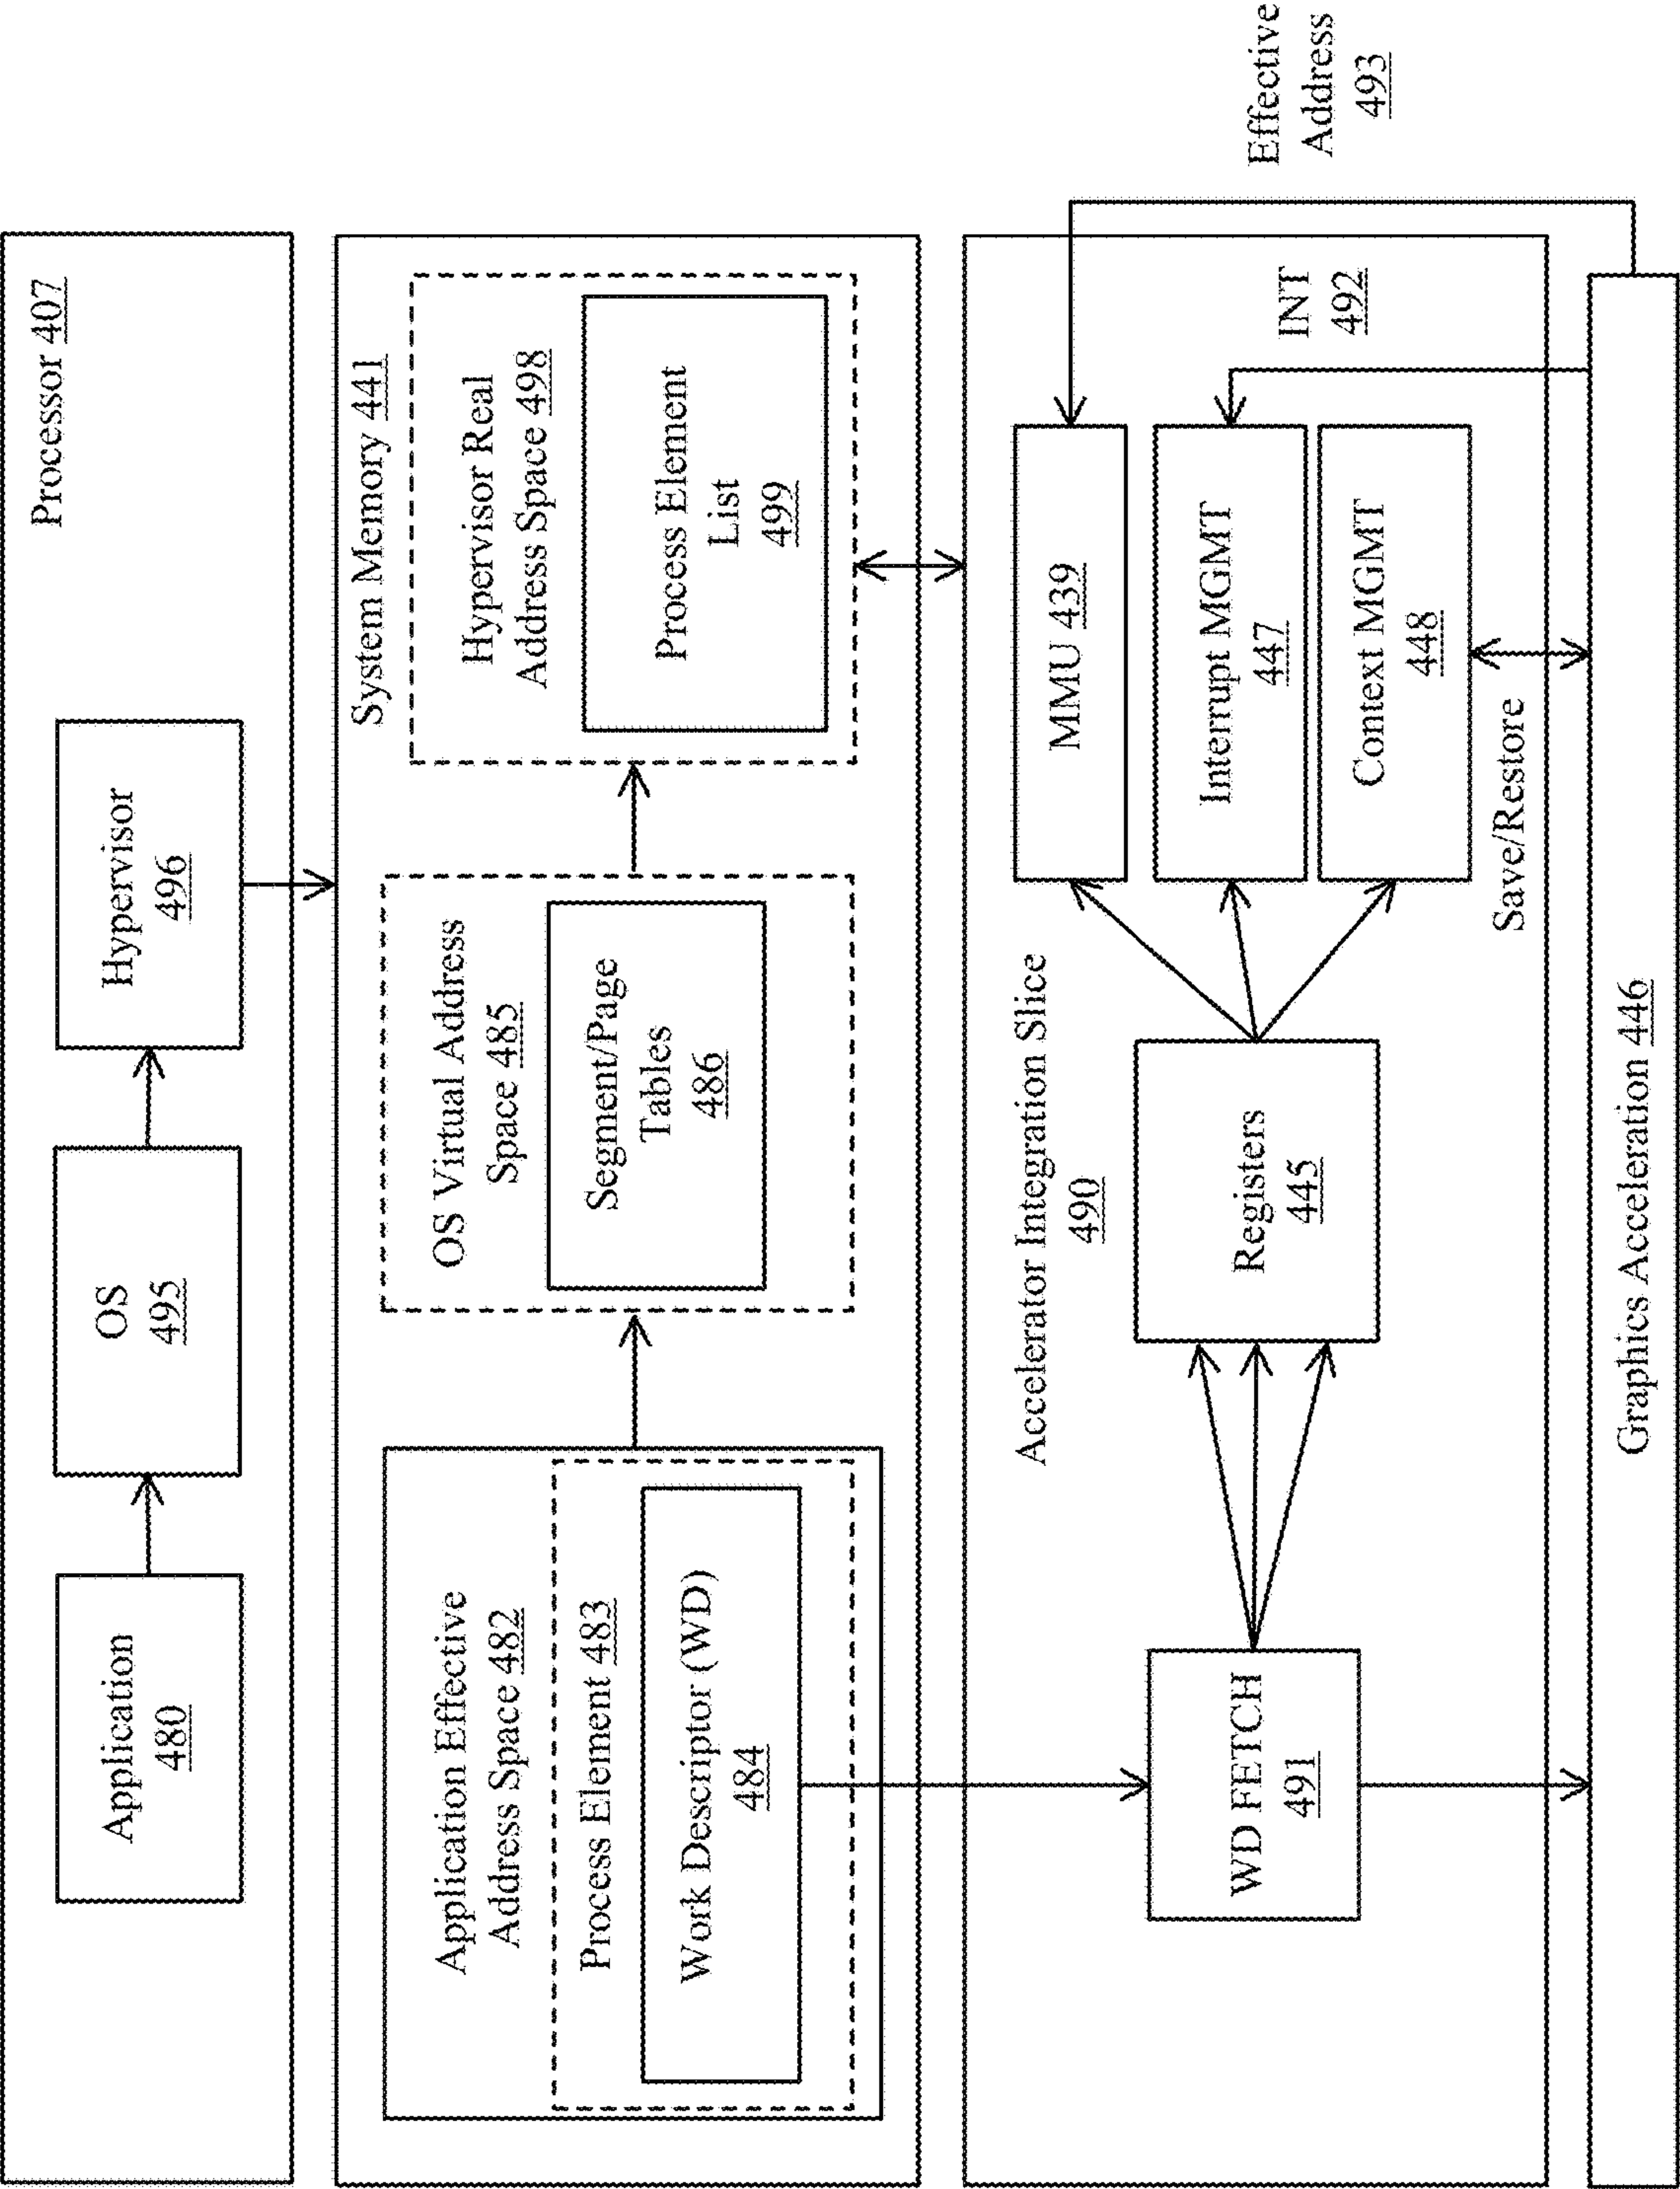 Processor 407
Application
480
OS
495
Hypervisor
496
System Memory 441
Application Effective
Address Space 482
Process Element 483
Work Descriptor (WD)
484
OS Virtual Address
Space 485
Segment/Page
Tables
486
Hypervisor Real
Address Space 498
Process Element
List
499
Accelerator Integration Slice
490
WD FETCH
491
Registers
445
MMU 439
Interrupt MGMT
447
Context MGMT
448
Save/Restore
INT
492
Effective
Address
493
Graphics Acceleration 446